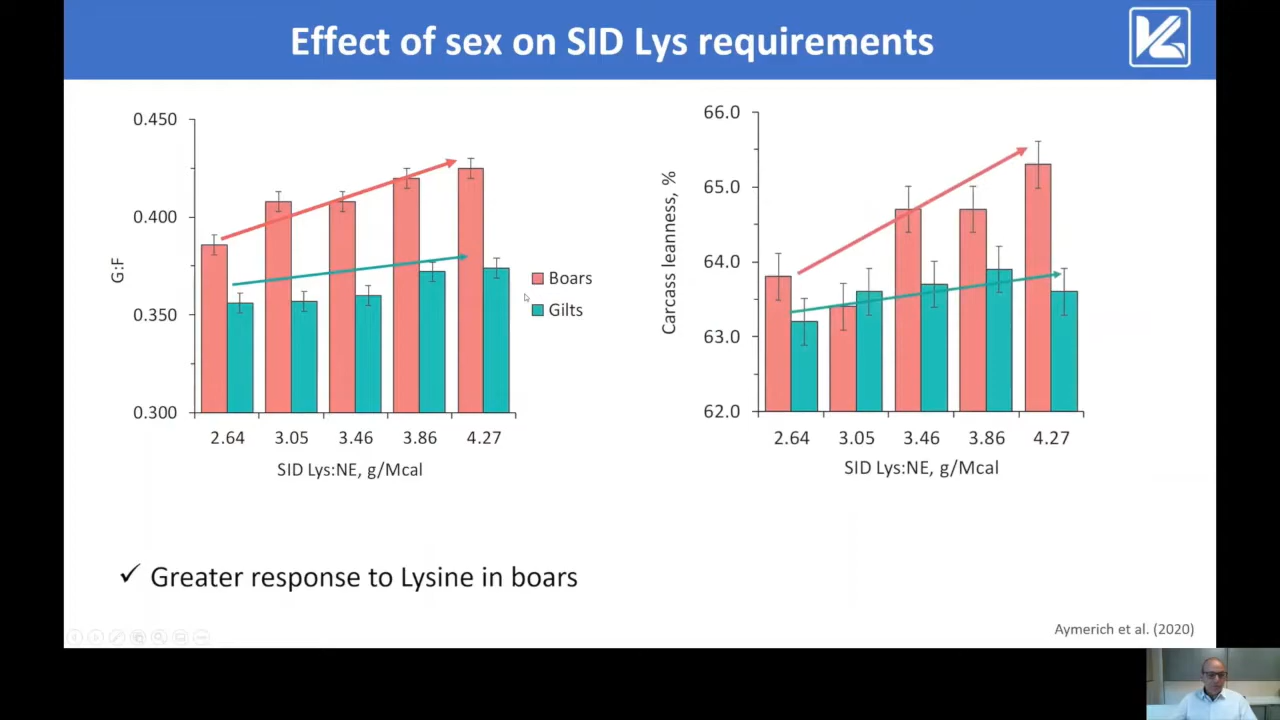 Effect of sex on SID Lys requirements
G:F
0.450
0.400
0.350
0.300
2.64 3.05 3.46 3.86 4.27
SID Lys:NE, g/Mcal
Boars
Gilts
Carcass leanness, %
66.0
65.0
64.0
63.0
62.0
2.64 3.05 3.46 3.86 4.27
SID Lys:NE, g/Mcal
✓ Greater response to Lysine in boars
Aymerich et al. (2020)